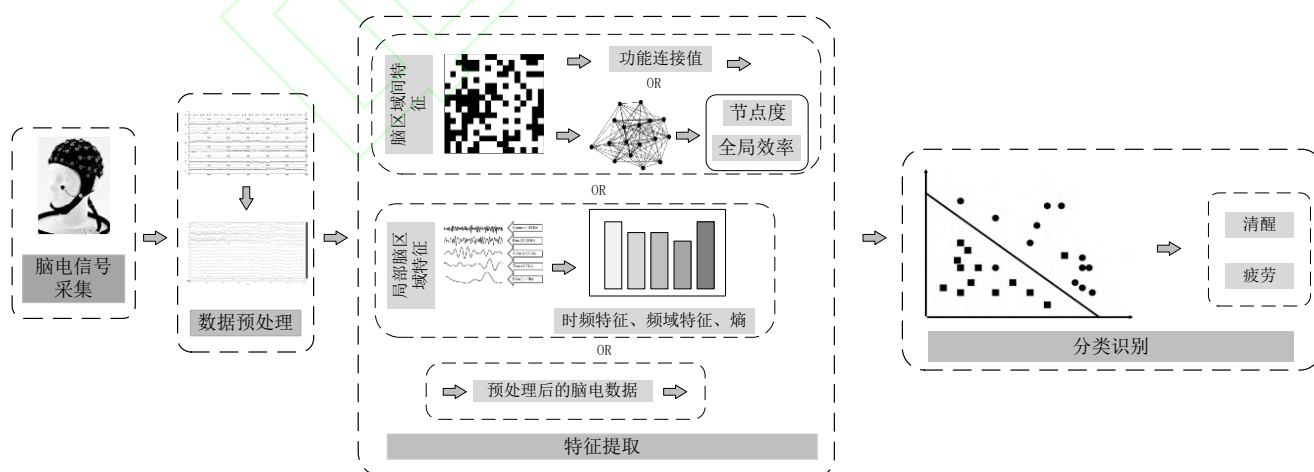 脑电信号
采集
数据预处理
脑区域间特
征
功能连接值
OR
节点度
全局效率
OR
局部脑区
域特征
时频特征、频域特征、熵
OR
预处理后的脑电数据
特征提取
分类识别
清醒
疲劳